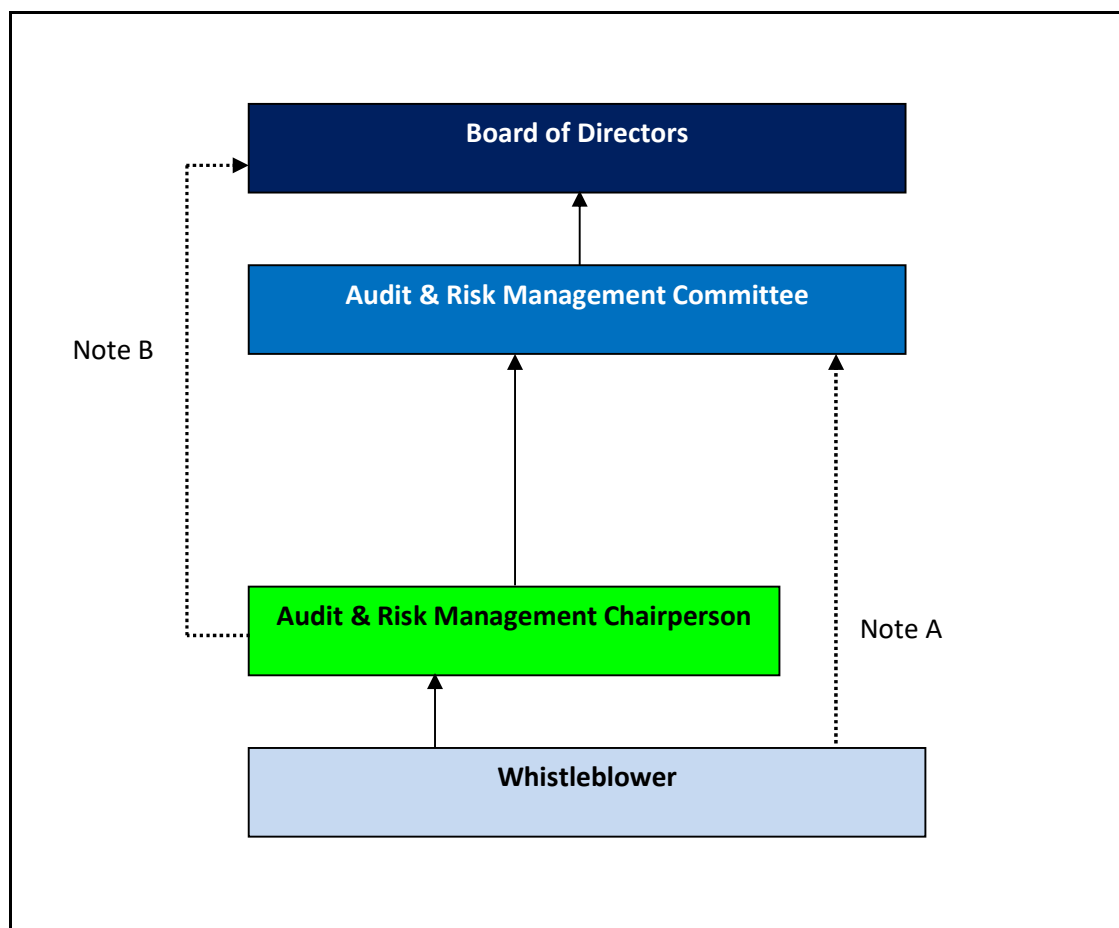 Board of Directors
Audit & Risk Management Committee
Note B
Audit & Risk Management Chairperson
Note A
Whistleblower